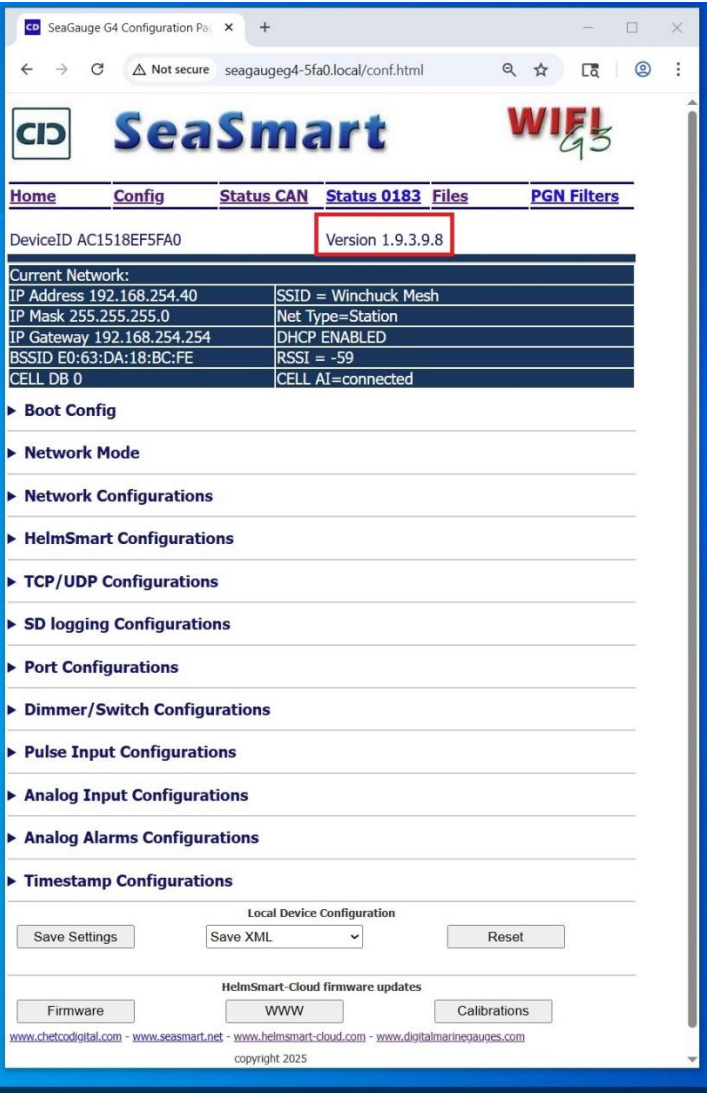 CD SeaGauge G4 Configuration Pa
Not secure seagaugeg4-5fa0.local/conf.html
CD SeaSmart WIFI G3
Home Config Status CAN Status 0183 Files PGN Filters
DeviceID AC1518EF5FA0 Version 1.9.3.9.8
Current Network:
IP Address 192.168.254.40 SSID = Winchuck Mesh
IP Mask 255.255.255.0 Net Type=Station
IP Gateway 192.168.254.254 DHCP ENABLED
BSSID E0:63:DA:18:BC:FE RSSI = -59
CELL DB 0 CELL AI=connected
Boot Config
Network Mode
Network Configurations
HelmSmart Configurations
TCP/UDP Configurations
SD logging Configurations
Port Configurations
Dimmer/Switch Configurations
Pulse Input Configurations
Analog Input Configurations
Analog Alarms Configurations
Timestamp Configurations
Local Device Configuration
Save Settings Save XML Reset
HelmSmart-Cloud firmware updates
Firmware WWW Calibrations
www.chetcodigital.com - www.seasmart.net - www.helmsmart-cloud.com - www.digitalmarinegauges.com
copyright 2025